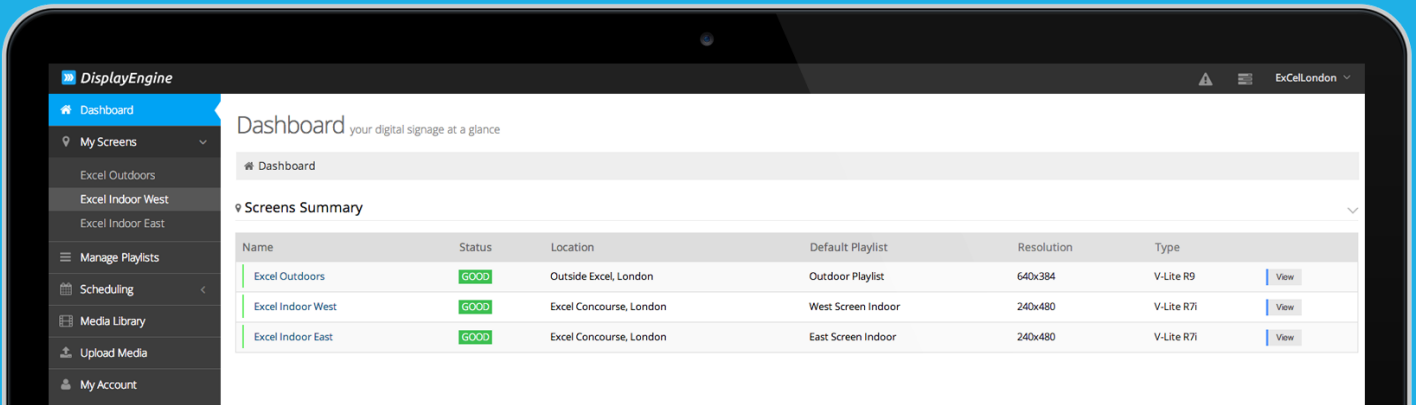 DisplayEngine
ExCelLondon
Dashboard
My Screens
Excel Outdoors
Excel Indoor West
Excel Indoor East
Manage Playlists
Scheduling
Media Library
Upload Media
My Account
Dashboard your digital signage at a glance
Dashboard
Screens Summary
Name Status Location Default Playlist Resolution Type
Excel Outdoors GOOD Outside Excel, London Outdoor Playlist 640x384 V-Lite R9 View
Excel Indoor West GOOD Excel Concourse, London West Screen Indoor 240x480 V-Lite R7i View
Excel Indoor East GOOD Excel Concourse, London East Screen Indoor 240x480 V-Lite R7i View